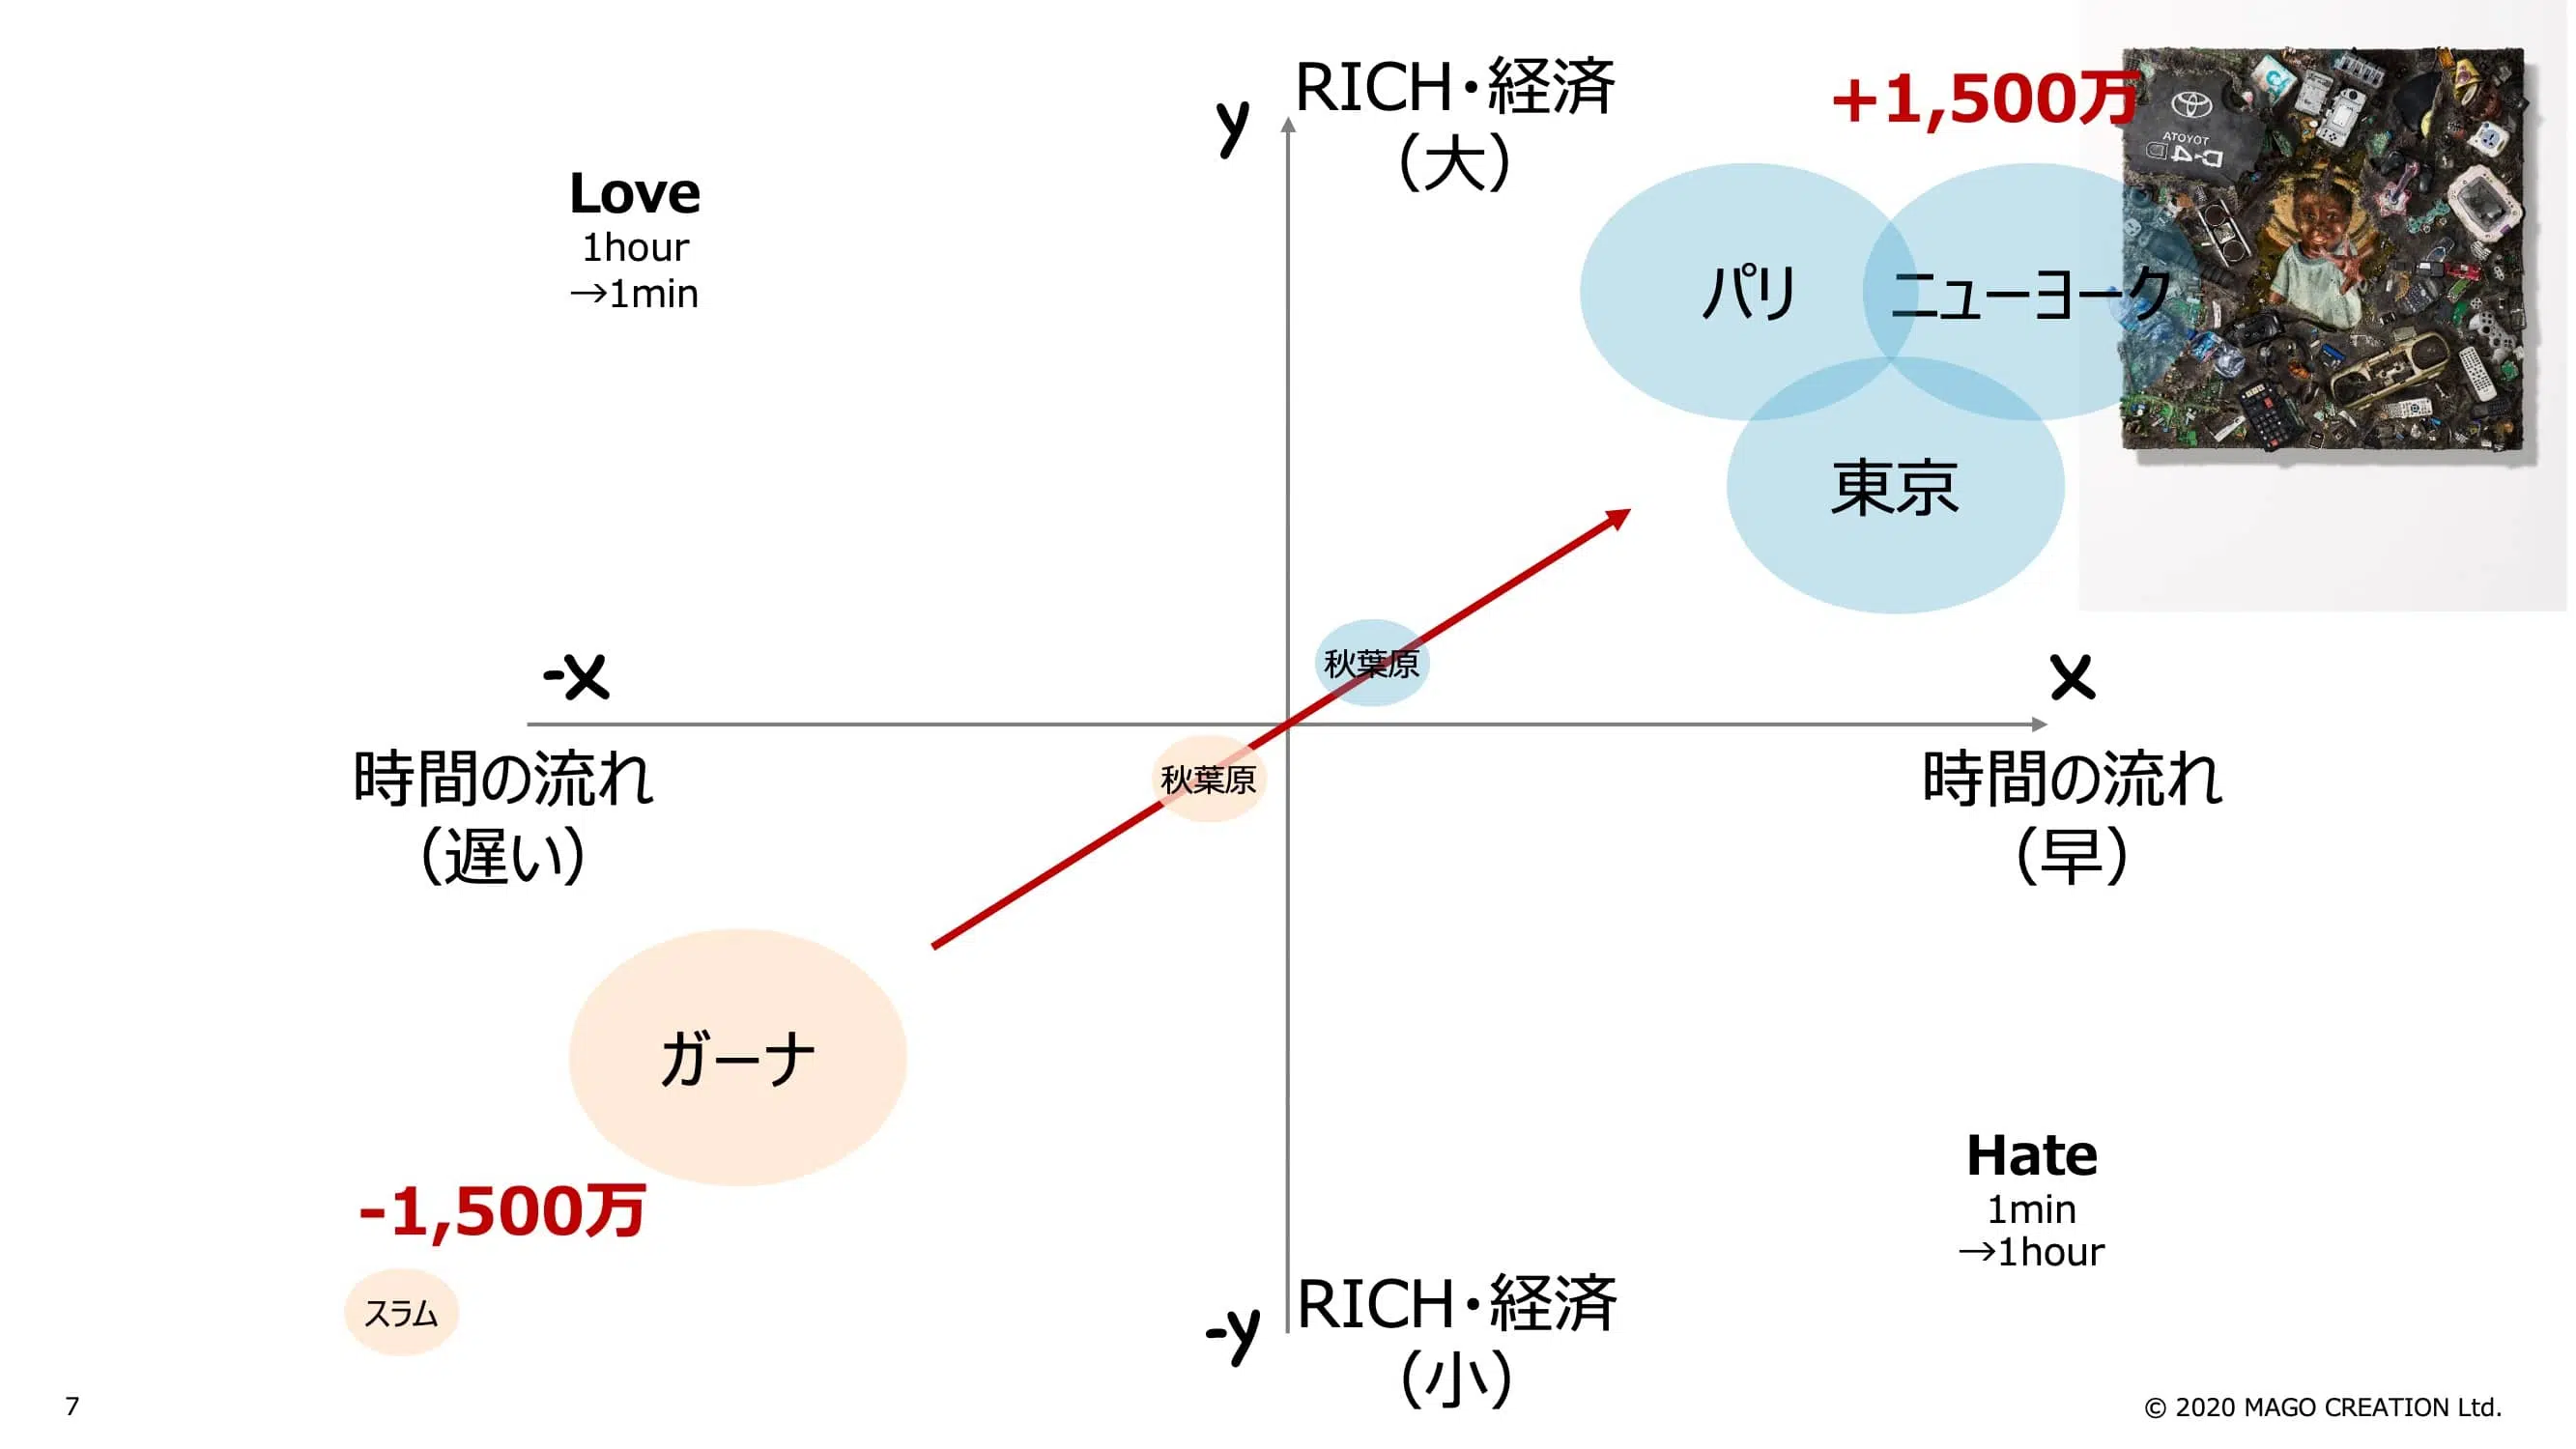 y
RICH・経済
（大）
+1,500万
Love
1hour
→1min
パリ
ニューヨーク
ATOYOT
D-4D
東京
秋葉原
-x
x
時間の流れ
（遅い）
秋葉原
時間の流れ
（早）
ガーナ
-1,500万
スラム
Hate
1min
→1hour
-y
RICH・経済
（小）
7
© 2020 MAGO CREATION Ltd.